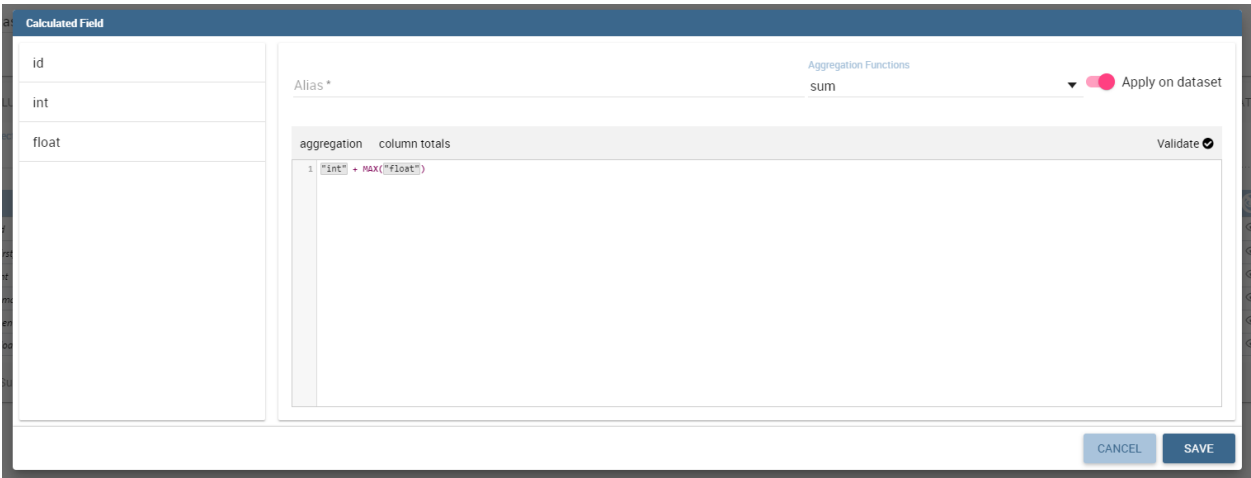 Calculated Field
id
int
float
Alias *
Aggregation Functions
sum
Apply on dataset
aggregation column totals Validate
1 "int" + MAX("float")
CANCEL SAVE